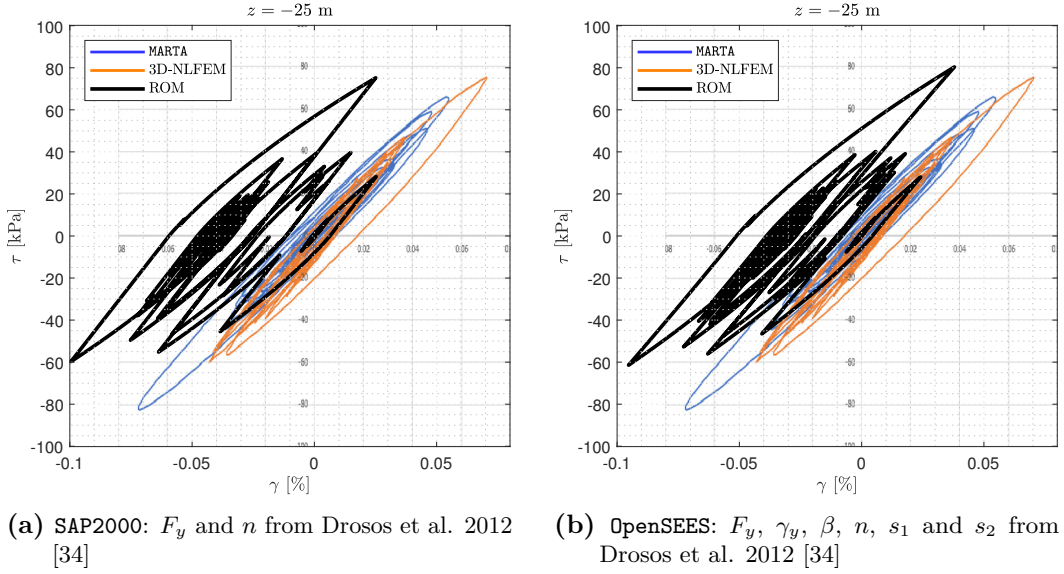 z = −25 m
MARTA
3D-NLFEM
ROM
τ [kPa]
100
80
60
40
20
0
-20
-40
-60
-80
-100
-0.1
-0.05
0
0.05
γ [%]
(a) SAP2000: F_y and n from Drosos et al. 2012
[34]
z = −25 m
MARTA
3D-NLFEM
ROM
τ [kPa]
100
80
60
40
20
0
-20
-40
-60
-80
-100
-0.1
-0.05
0
0.05
γ [%]
(b) OpenSEES: F_y, γ_y, β, n, s_1 and s_2 from
Drosos et al. 2012 [34]